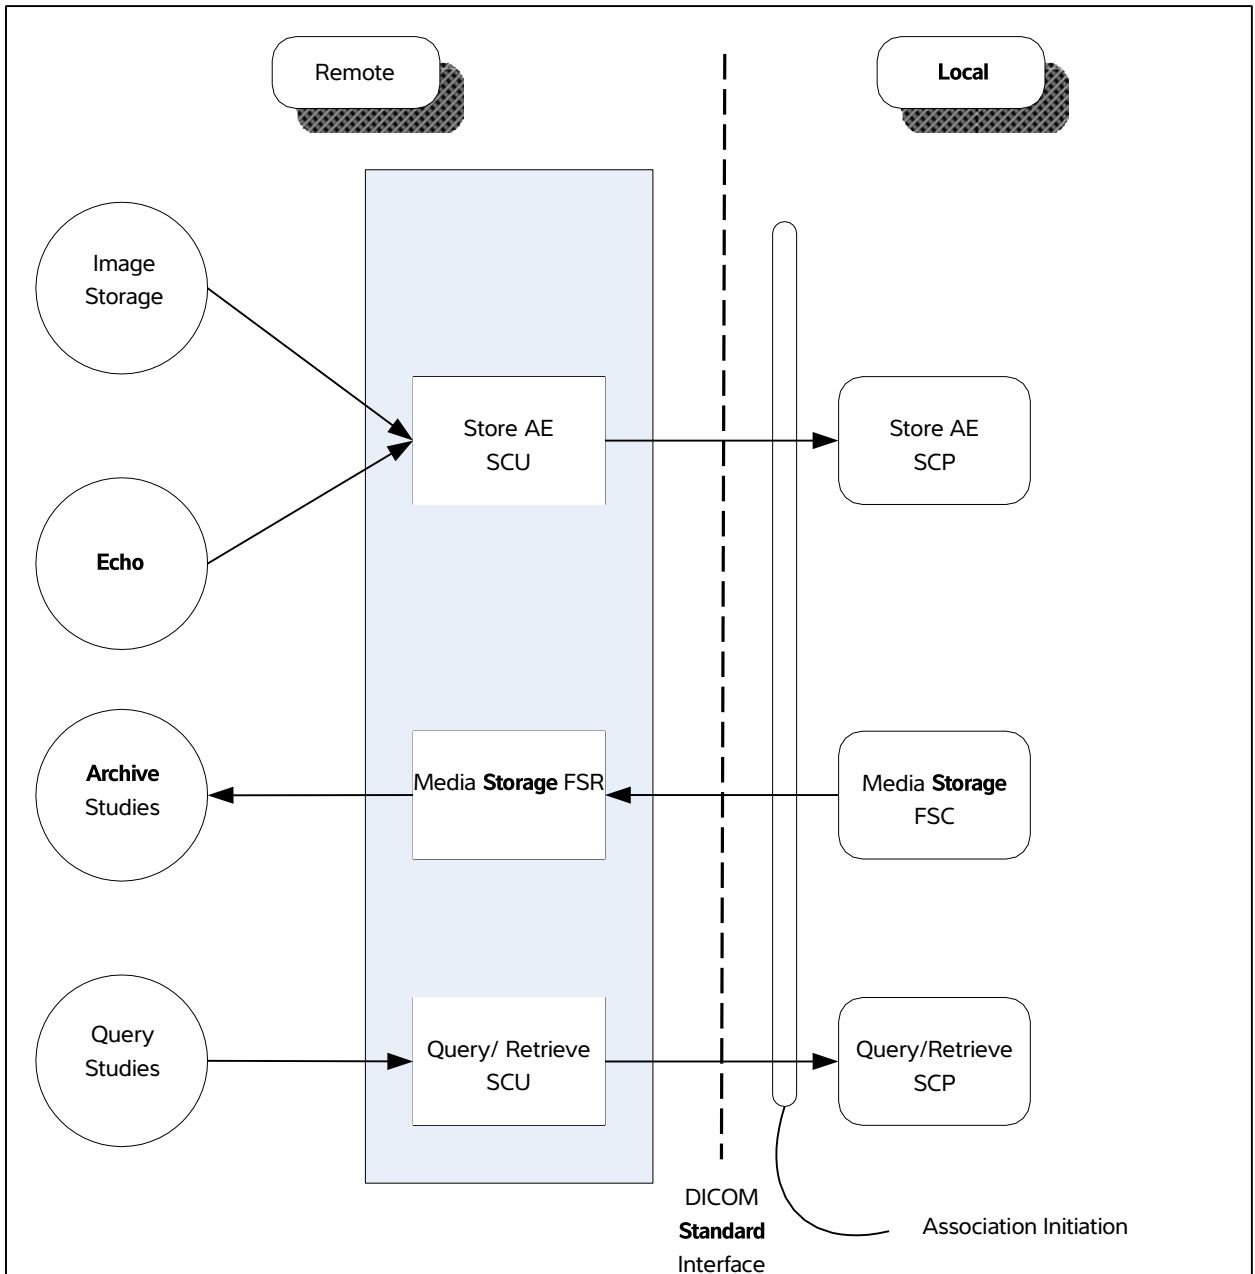 Remote
Local
Image
Storage
Store AE
SCU
Store AE
SCP
Echo
Archive
Studies
Media Storage FSR
Media Storage
FSC
Query
Studies
Query/ Retrieve
SCU
Query/Retrieve
SCP
DICOM
Standard
Interface
Association Initiation